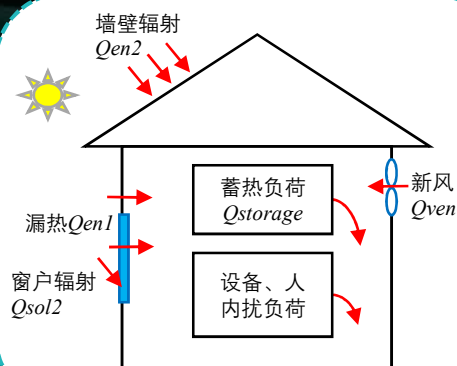 墙壁辐射
Qen2
蓄热负荷
Qstorage
新风
Qven
漏热Qen1
窗户辐射
Qsol2
设备、人
内扰负荷